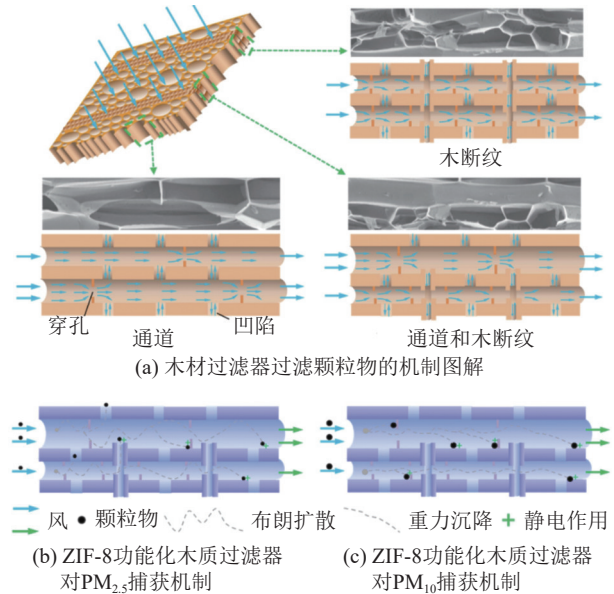 木断纹
穿孔
通道
凹陷
通道和木断纹
(a) 木材过滤器过滤颗粒物的机制图解
风 颗粒物 布朗扩散 重力沉降 静电作用
(b) ZIF-8功能化木质过滤器
对PM2.5捕获机制
(c) ZIF-8功能化木质过滤器
对PM10捕获机制